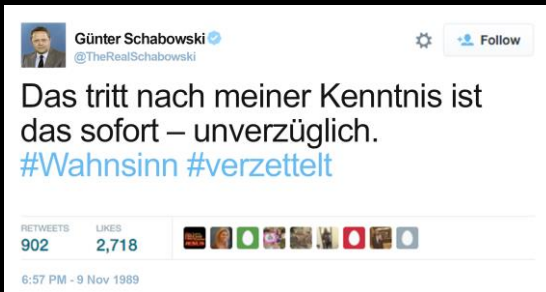 Günter Schabowski
@TheRealSchabowski
Follow
Das tritt nach meiner Kenntnis ist
das sofort – unverzüglich.
#Wahnsinn #verzettelt
RETWEETS LIKES
902 2,718
6:57 PM - 9 Nov 1989